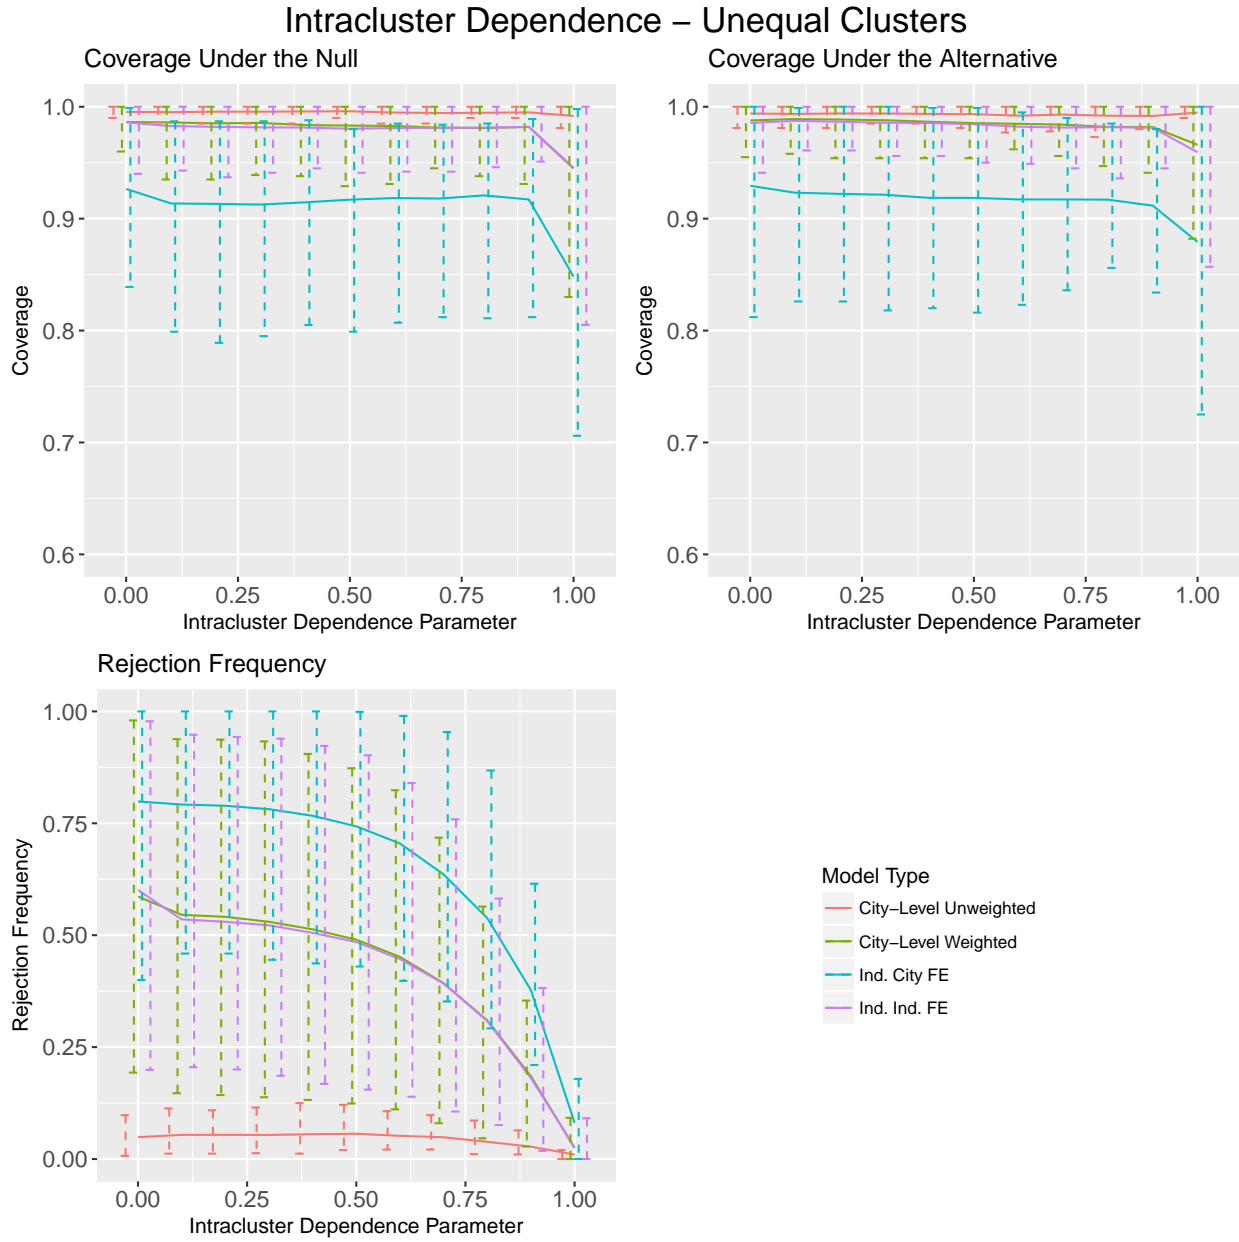 Intracluster Dependence – Unequal Clusters
Coverage Under the Null
Coverage
1.0
0.9
0.8
0.7
0.6
0.00 0.25 0.50 0.75 1.00
Intracluster Dependence Parameter
Coverage Under the Alternative
Coverage
1.0
0.9
0.8
0.7
0.6
0.00 0.25 0.50 0.75 1.00
Intracluster Dependence Parameter
Rejection Frequency
Rejection Frequency
1.00
0.75
0.50
0.25
0.00
0.00 0.25 0.50 0.75 1.00
Intracluster Dependence Parameter
Model Type
City–Level Unweighted
City–Level Weighted
Ind. City FE
Ind. Ind. FE